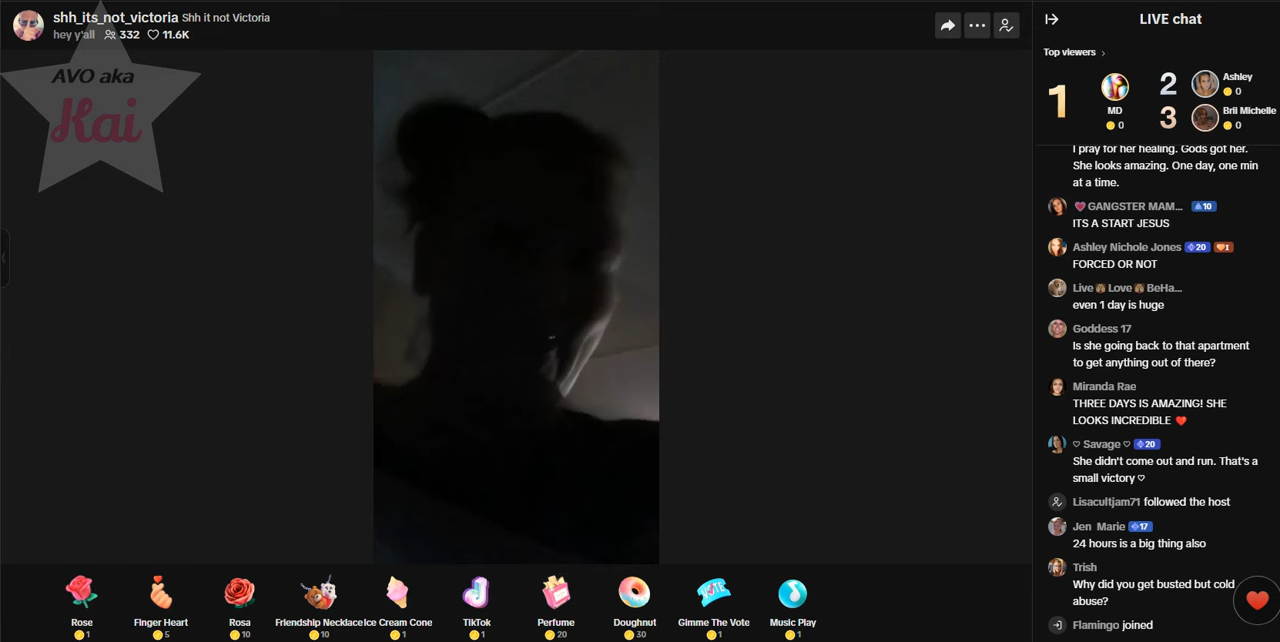 shh_its_not_victoria Shh it not Victoria
hey y'all 332 11.6K
AVO aka
Kai
LIVE chat
Top viewers >
1
MD
0
2
Ashley
0
3
Brii Michelle
0
I pray for her healing. Gods got her.
She looks amazing. One day, one min
at a time.
GANGSTER MAM... 10
ITS A START JESUS
Ashley Nichole Jones 20 1
FORCED OR NOT
Live Love BeHa...
even 1 day is huge
Goddess 17
Is she going back to that apartment
to get anything out of there?
Miranda Rae
THREE DAYS IS AMAZING! SHE
LOOKS INCREDIBLE ❤️
♡ Savage ♡ 20
She didn't come out and run. That's a
small victory ♡
Lisacultjam71 followed the host
Jen Marie 17
24 hours is a big thing also
Trish
Why did you get busted but cold
abuse?
Flamingo joined
Rose
1
Finger Heart
5
Rosa
10
Friendship Necklace
10
Ice Cream Cone
1
TikTok
1
Perfume
20
Doughnut
30
VOTE
Gimme The Vote
1
Music Play
1